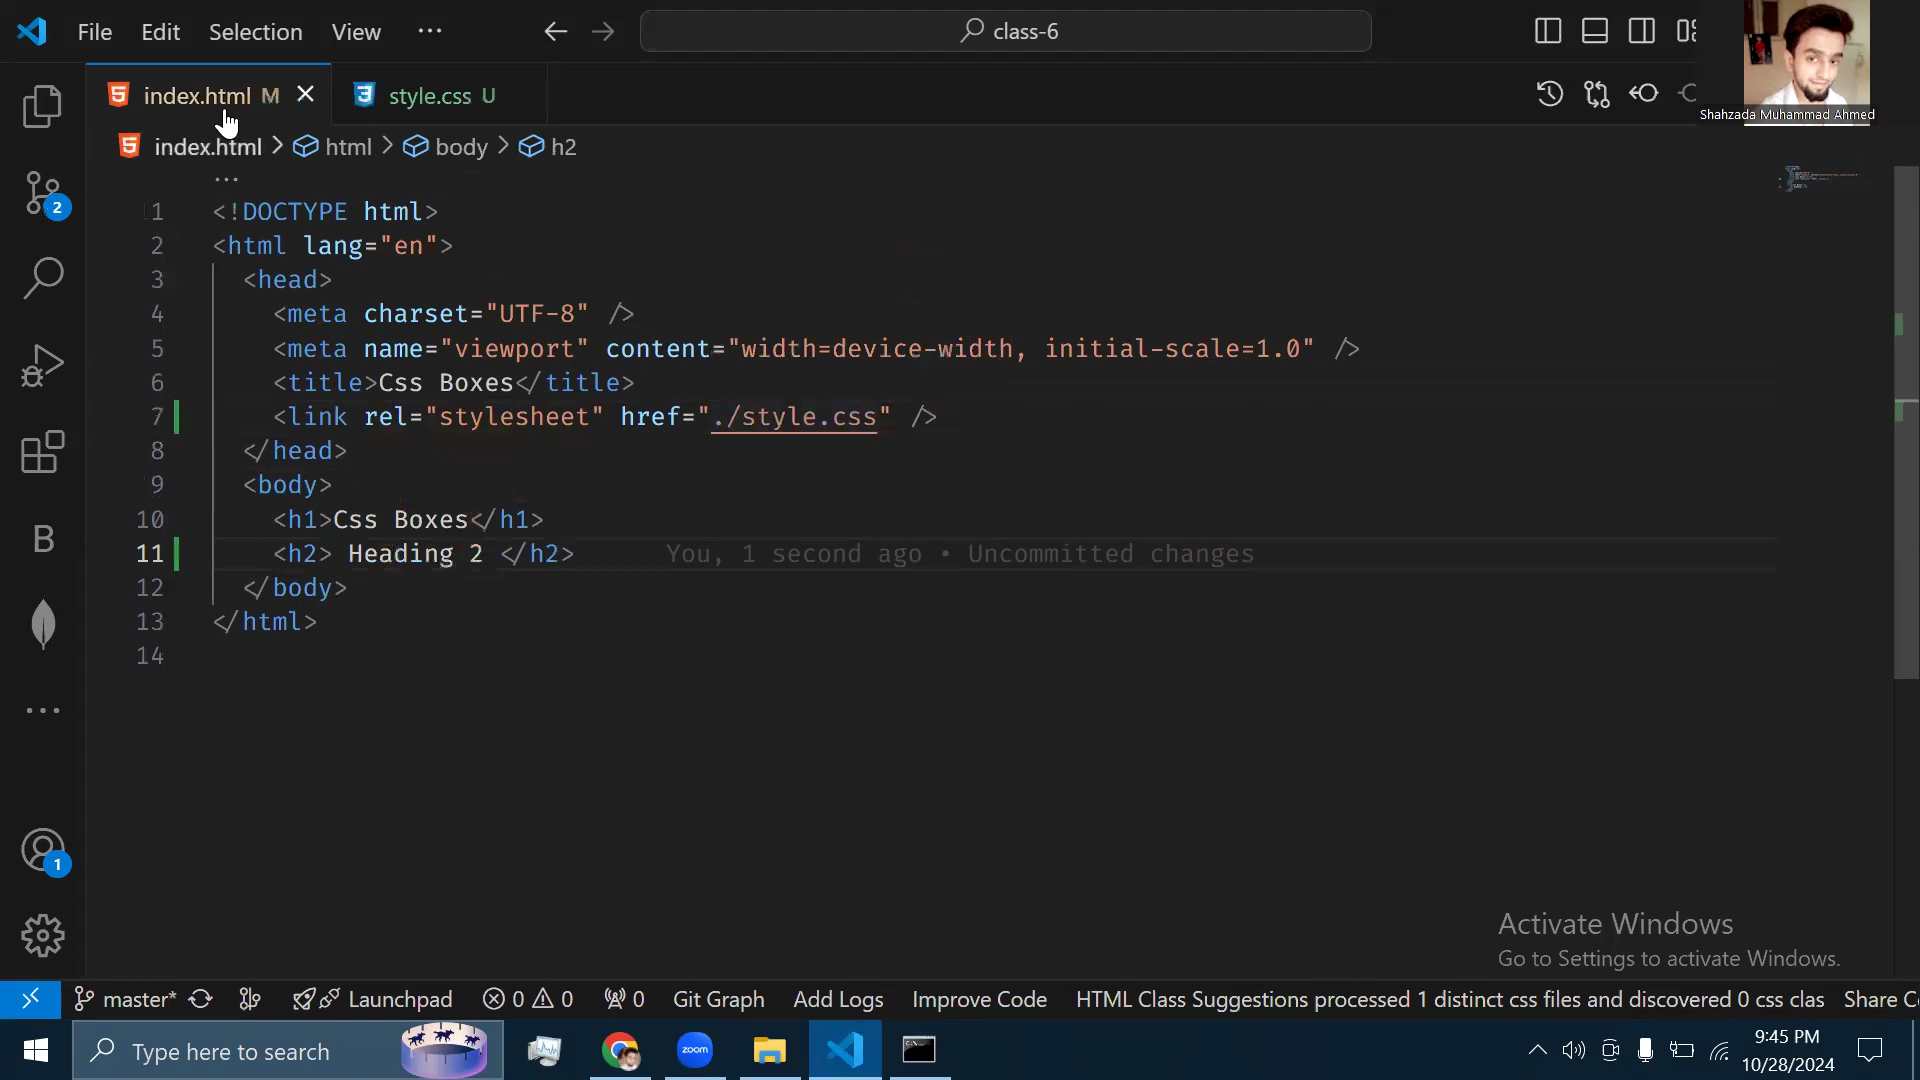 File Edit Selection View ··· class-6
index.html M style.css U
Shahzada Muhammad Ahmed
index.html > html > body > h2
...
1 <!DOCTYPE html>
2 <html lang="en">
3 <head>
4 <meta charset="UTF-8" />
5 <meta name="viewport" content="width=device-width, initial-scale=1.0" />
6 <title>Css Boxes</title>
7 <link rel="stylesheet" href="./style.css" />
8 </head>
9 <body>
10 <h1>Css Boxes</h1>
11 <h2> Heading 2 </h2> You, 1 second ago • Uncommitted changes
12 </body>
13 </html>
14
2
1
Activate Windows
Go to Settings to activate Windows.
master* Launchpad 0 0 0 Git Graph Add Logs Improve Code HTML Class Suggestions processed 1 distinct css files and discovered 0 css clas Share C
Type here to search zoom 9:45 PM
10/28/2024